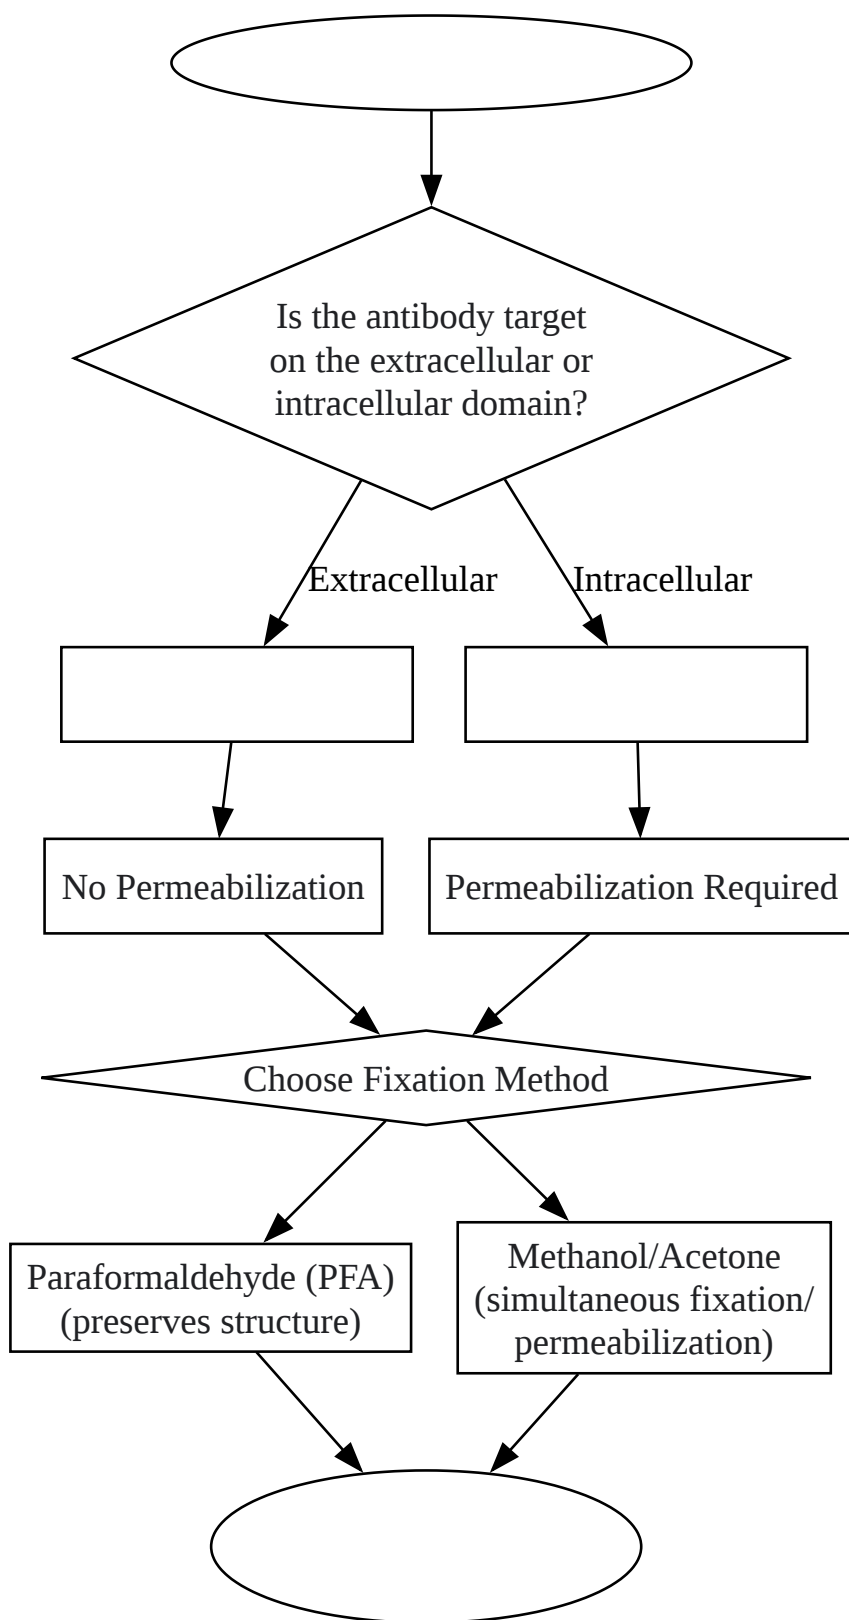 Is the antibody target
on the extracellular or
intracellular domain?
Extracellular
Intracellular
No Permeabilization
Permeabilization Required
Choose Fixation Method
Paraformaldehyde (PFA)
(preserves structure)
Methanol/Acetone
(simultaneous fixation/
permeabilization)